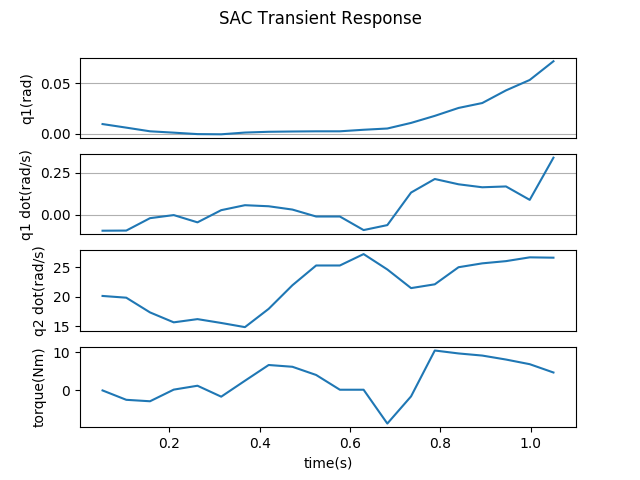 SAC Transient Response
q1(rad)
0.05
0.00
q1 dot(rad/s)
0.25
0.00
q2 dot(rad/s)
25
20
15
torque(Nm)
10
0
0.2 0.4 0.6 0.8 1.0
time(s)